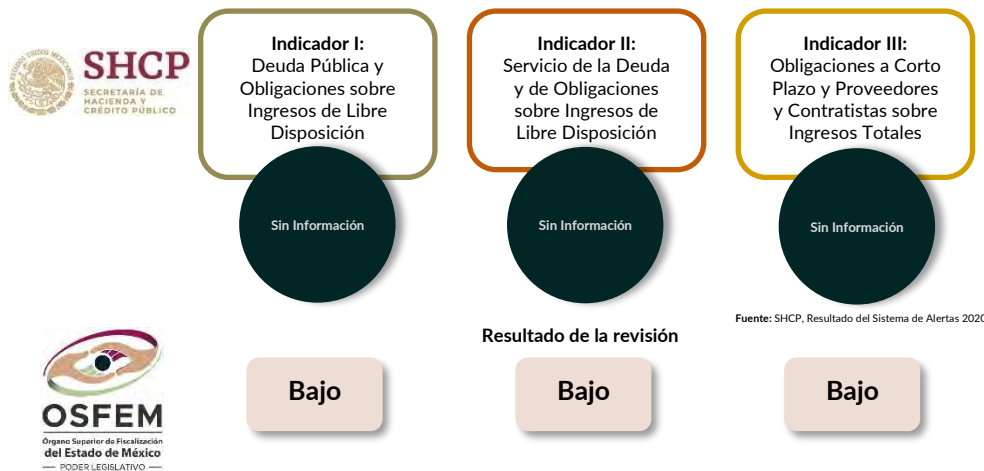 SHCP
SECRETARÍA DE
HACIENDA Y
CRÉDITO PÚBLICO
Indicador I:
Deuda Pública y
Obligaciones sobre
Ingresos de Libre
Disposición
Sin Información
Indicador II:
Servicio de la Deuda
y de Obligaciones
sobre Ingresos de
Libre Disposición
Sin Información
Indicador III:
Obligaciones a Corto
Plazo y Proveedores
y Contratistas sobre
Ingresos Totales
Sin Información
Fuente: SHCP, Resultado del Sistema de Alertas 2020
Resultado de la revisión
OSFEM
Órgano Superior de Fiscalización
del Estado de México
PODER LEGISLATIVO
Bajo
Bajo
Bajo